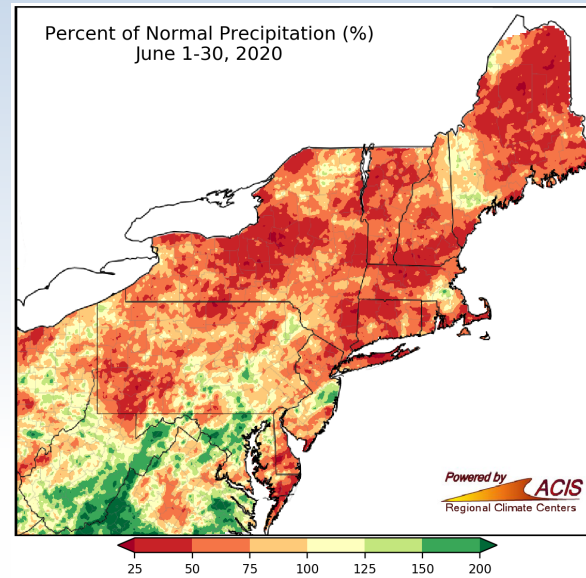 Percent of Normal Precipitation (%)
June 1-30, 2020
Powered by
ACIS
Regional Climate Centers
25 50 75 100 125 150 200